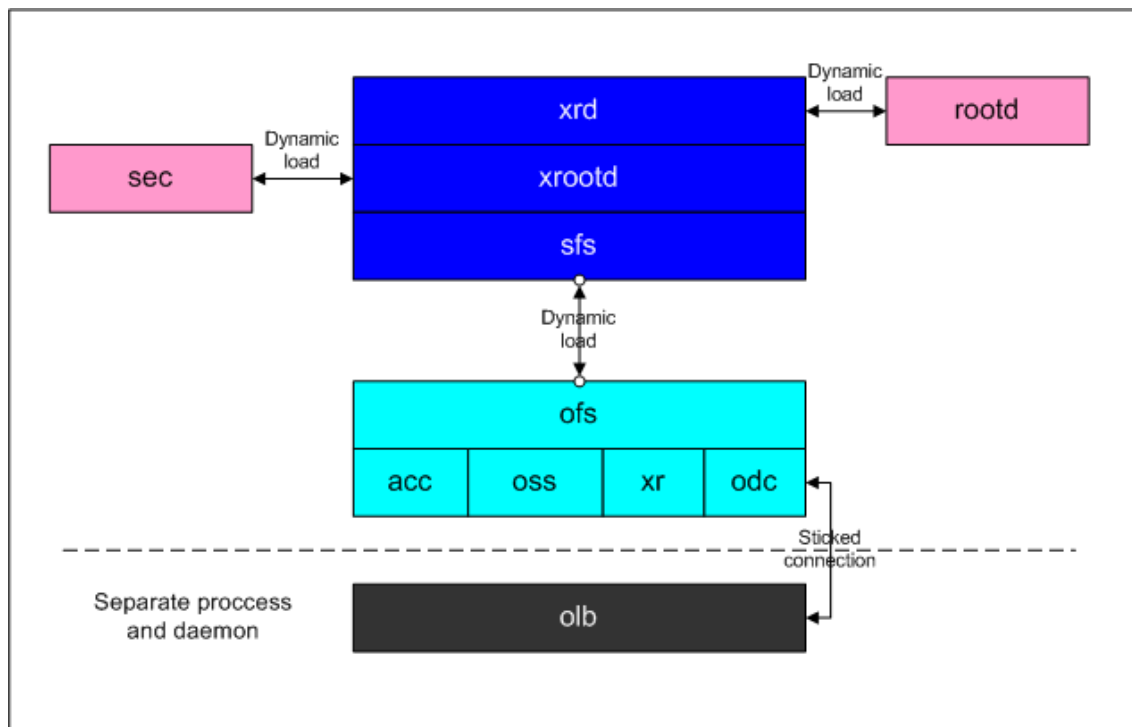 Dynamic
load
xrd
rootd
Dynamic
load
sec
xrootd
sfs
Dynamic
load
ofs
acc
oss
xr
odc
Sticked
connection
Separate proccess
and daemon
olb